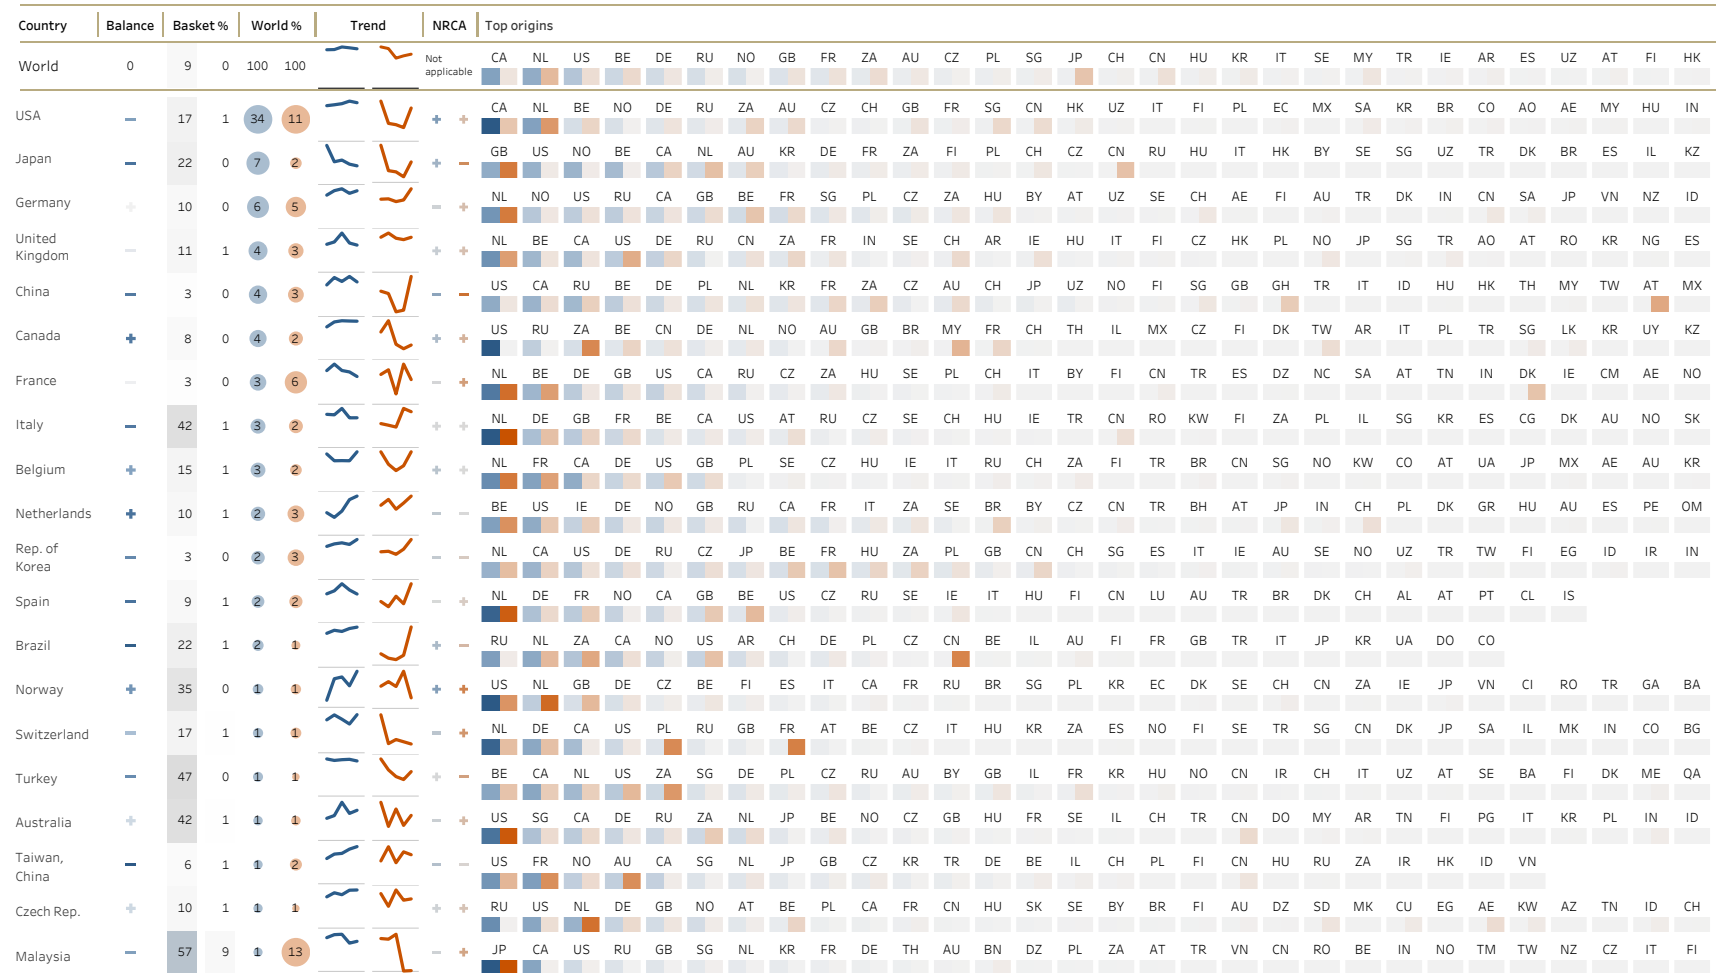 Country Balance Basket % World % Trend NRCA Top origins
World 0 9 0 100 100 Not applicable CA NL US BE DE RU NO GB FR ZA AU CZ PL SG JP CH CN HU KR IT SE MY TR IE AR ES UZ AT FI HK
USA 17 1 34 11 CA NL BE NO DE RU ZA AU CZ CH GB FR SG CN HK UZ IT FI PL EC MX SA KR BR CO AO AE MY HU IN
Japan 22 0 7 2 GB US NO BE CA NL AU KR DE FR ZA FI PL CH CZ CN RU HU IT HK BY SE SG UZ TR DK BR ES IL KZ
Germany 10 0 6 5 NL NO US RU CA GB BE FR SG PL CZ ZA HU BY AT UZ SE CH AE FI AU TR DK IN CN SA JP VN NZ ID
United Kingdom 11 1 4 3 NL BE CA US DE RU CN ZA FR IN SE CH AR IE HU IT FI CZ HK PL NO JP SG TR AO AT RO KR NG ES
China 3 0 4 3 US CA RU BE DE PL NL KR FR ZA CZ AU CH JP UZ NO FI SG GB GH TR IT ID HU HK TH MY TW AT MX
Canada 8 0 4 2 US RU ZA BE CN DE NL NO AU GB BR MY FR CH TH IL MX CZ FI DK TW AR IT PL TR SG LK KR UY KZ
France 3 0 3 6 NL BE DE GB US CA RU CZ ZA HU SE PL CH IT BY FI CN TR ES DZ NC SA AT TN IN DK IE CM AE NO
Italy 42 1 3 2 NL DE GB FR BE CA US AT RU CZ SE CH HU IE TR CN RO KW FI ZA PL IL SG KR ES CG DK AU NO SK
Belgium 15 1 3 2 NL FR CA DE US GB PL SE CZ HU IE IT RU CH ZA FI TR BR CN SG NO KW CO AT UA JP MX AE AU KR
Netherlands 10 1 2 3 BE US IE DE NO GB RU CA FR IT ZA SE BR BY CZ CN TR BH AT JP IN CH PL DK GR HU AU ES PE OM
Rep. of Korea 3 0 2 3 NL CA US DE RU CZ JP BE FR HU ZA PL GB CN CH SG ES IT IE AU SE NO UZ TR TW FI EG ID IR IN
Spain 9 1 2 2 NL DE FR NO CA GB BE US CZ RU SE IE IT HU FI CN LU AU TR BR DK CH AL AT PT CL IS
Brazil 22 1 2 1 RU NL ZA CA NO US AR CH DE PL CZ CN BE IL AU FI FR GB TR IT JP KR UA DO CO
Norway 35 0 1 1 US NL GB DE CZ BE FI ES IT CA FR RU BR SG PL KR EC DK SE CH CN ZA IE JP VN CI RO TR GA BA
Switzerland 17 1 1 1 NL DE CA US PL RU GB FR AT BE CZ IT HU KR ZA ES NO FI SE TR SG CN DK JP SA IL MK IN CO BG
Turkey 47 0 1 1 BE CA NL US ZA SG DE PL CZ RU AU BY GB IL FR KR HU NO CN IR CH IT UZ AT SE BA FI DK ME QA
Australia 42 1 1 1 US SG CA DE RU ZA NL JP BE NO CZ GB HU FR SE IL CH TR CN DO MY AR TN FI PG IT KR PL IN ID
Taiwan, China 6 1 1 2 US FR NO AU CA SG NL JP GB CZ KR TR DE BE IL CH PL FI CN HU RU ZA IR HK ID VN
Czech Rep. 10 1 1 1 RU US NL DE GB NO AT BE PL CA FR CN HU SK SE BY BR FI AU DZ SD MK CU EG AE KW AZ TN ID CH
Malaysia 57 9 1 13 JP CA US RU GB SG NL KR FR DE TH AU BN DZ PL ZA AT TR VN CN RO BE IN NO TM TW NZ CZ IT FI